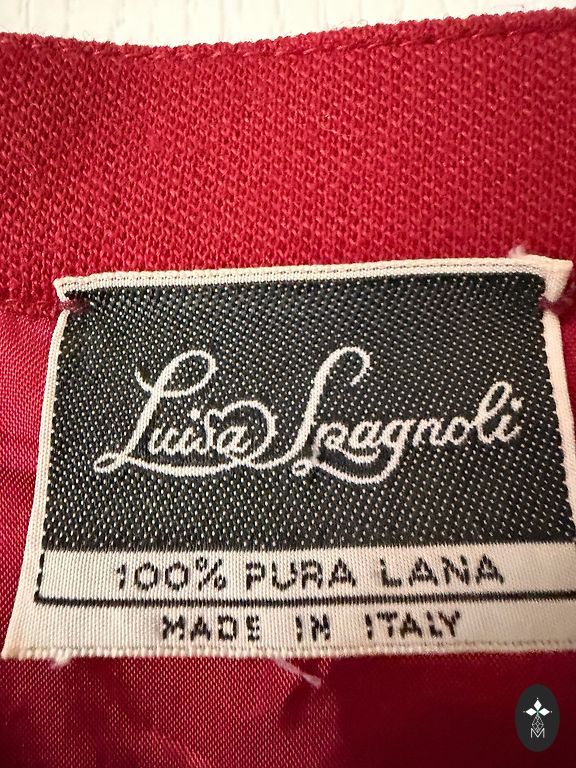 Luisa Spagnoli
100% PURA LANA
MADE IN ITALY
M